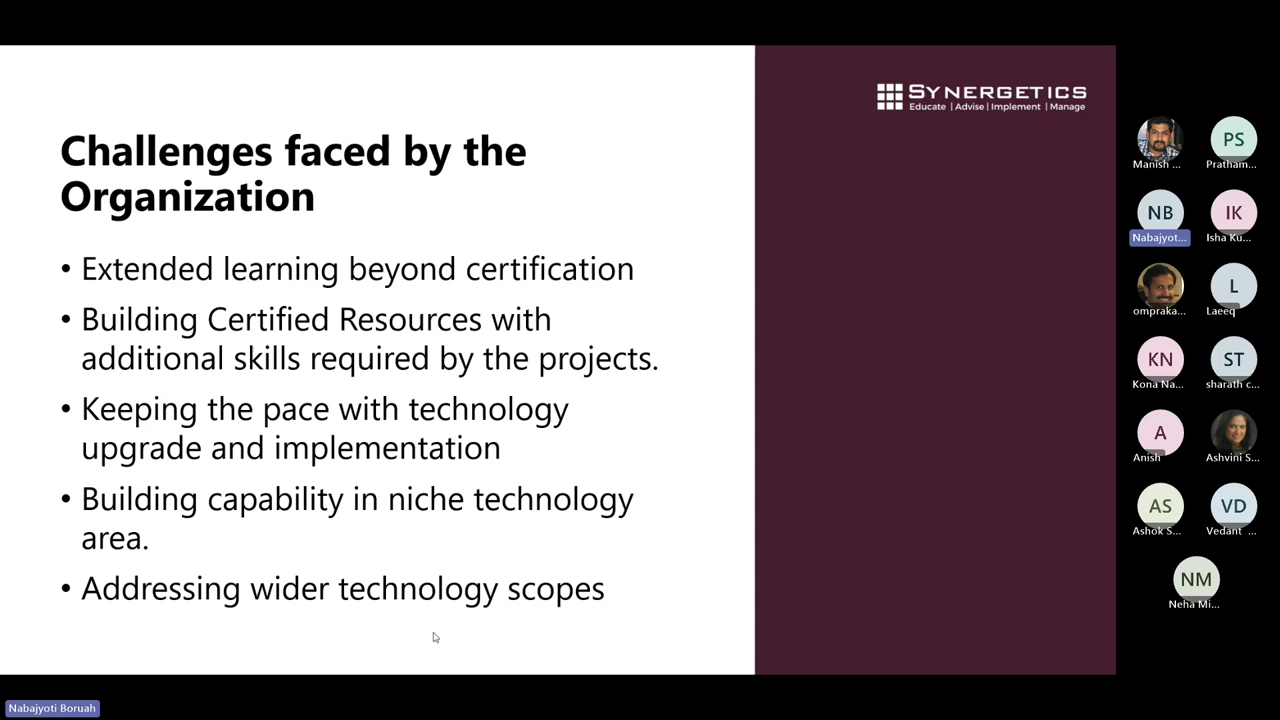 SYNERGETICS
Educate | Advise | Implement | Manage
Challenges faced by the
Organization
• Extended learning beyond certification
• Building Certified Resources with
additional skills required by the projects.
• Keeping the pace with technology
upgrade and implementation
• Building capability in niche technology
area.
• Addressing wider technology scopes
Manish ...
PS
Pratham...
NB
Nabajyot...
IK
Isha Ku...
ompraka...
L
Laeeq
KN
Kona Na...
ST
sharath c...
A
Anish
Ashvini S...
AS
Ashok S...
VD
Vedant ...
NM
Neha Mi...
Nabajyoti Boruah